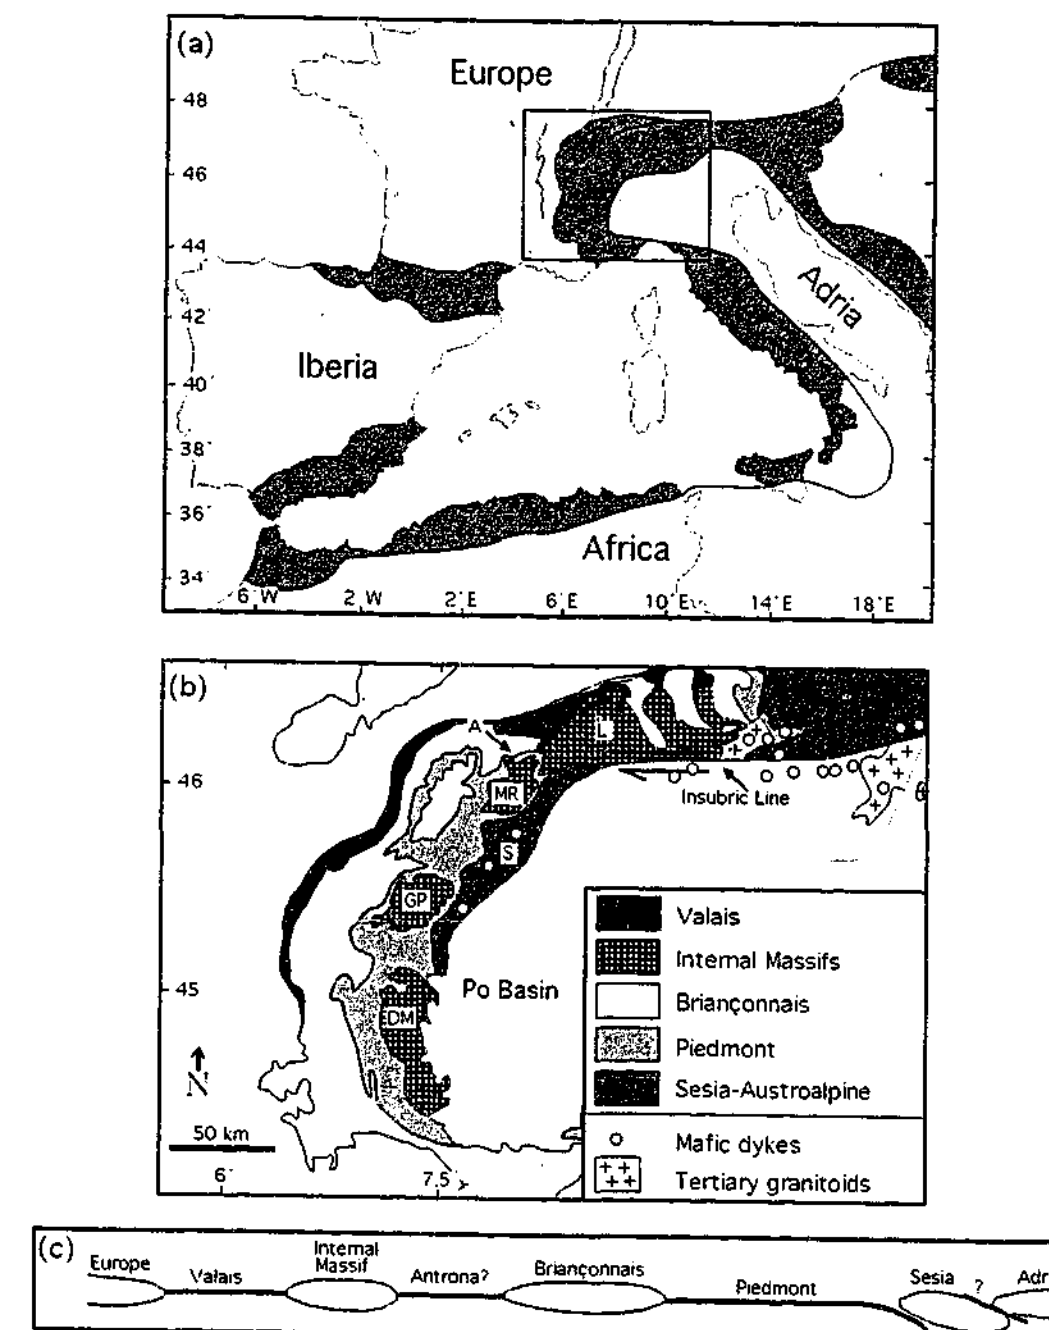 (a)
Europe
48
46
44
42
40
38
36
34
Iberia
Adria
Africa
6°W 2°W 2°E 6°E 10°E 14°E 18°E
(b)
A
L
MR
S
GP
EDM
46
45
Insubric Line
Po Basin
N
50 km
6° 7.5
Valais
Internal Massifs
Briançonnais
Piedmont
Sesia-Austroalpine
Mafic dykes
Tertiary granitoids
(c)
Europe
Valais
Internal
Massif
Antrona?
Briançonnais
Piedmont
Sesia
?
Adr